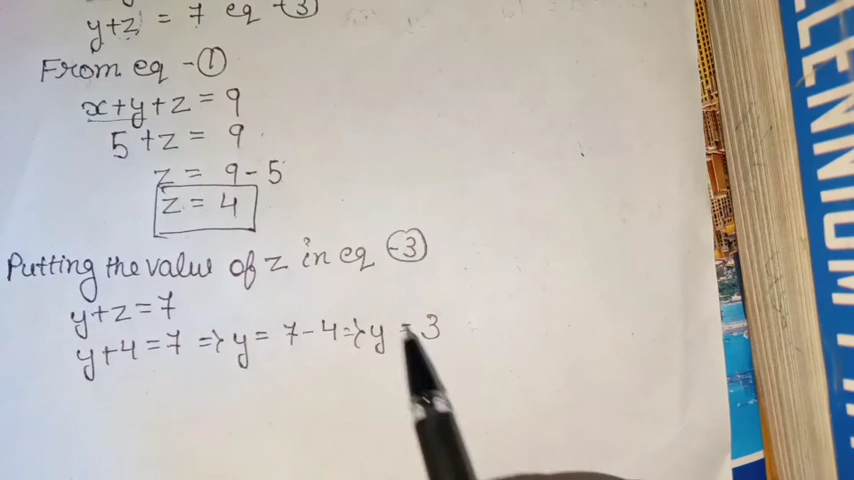 y+z = 7 eq -3
From eq -1
x+y+z = 9
5+z = 9
z = 9-5
z = 4
Putting the value of z in eq -3
y+z=7
y+4=7 => y= 7-4 => y = 3